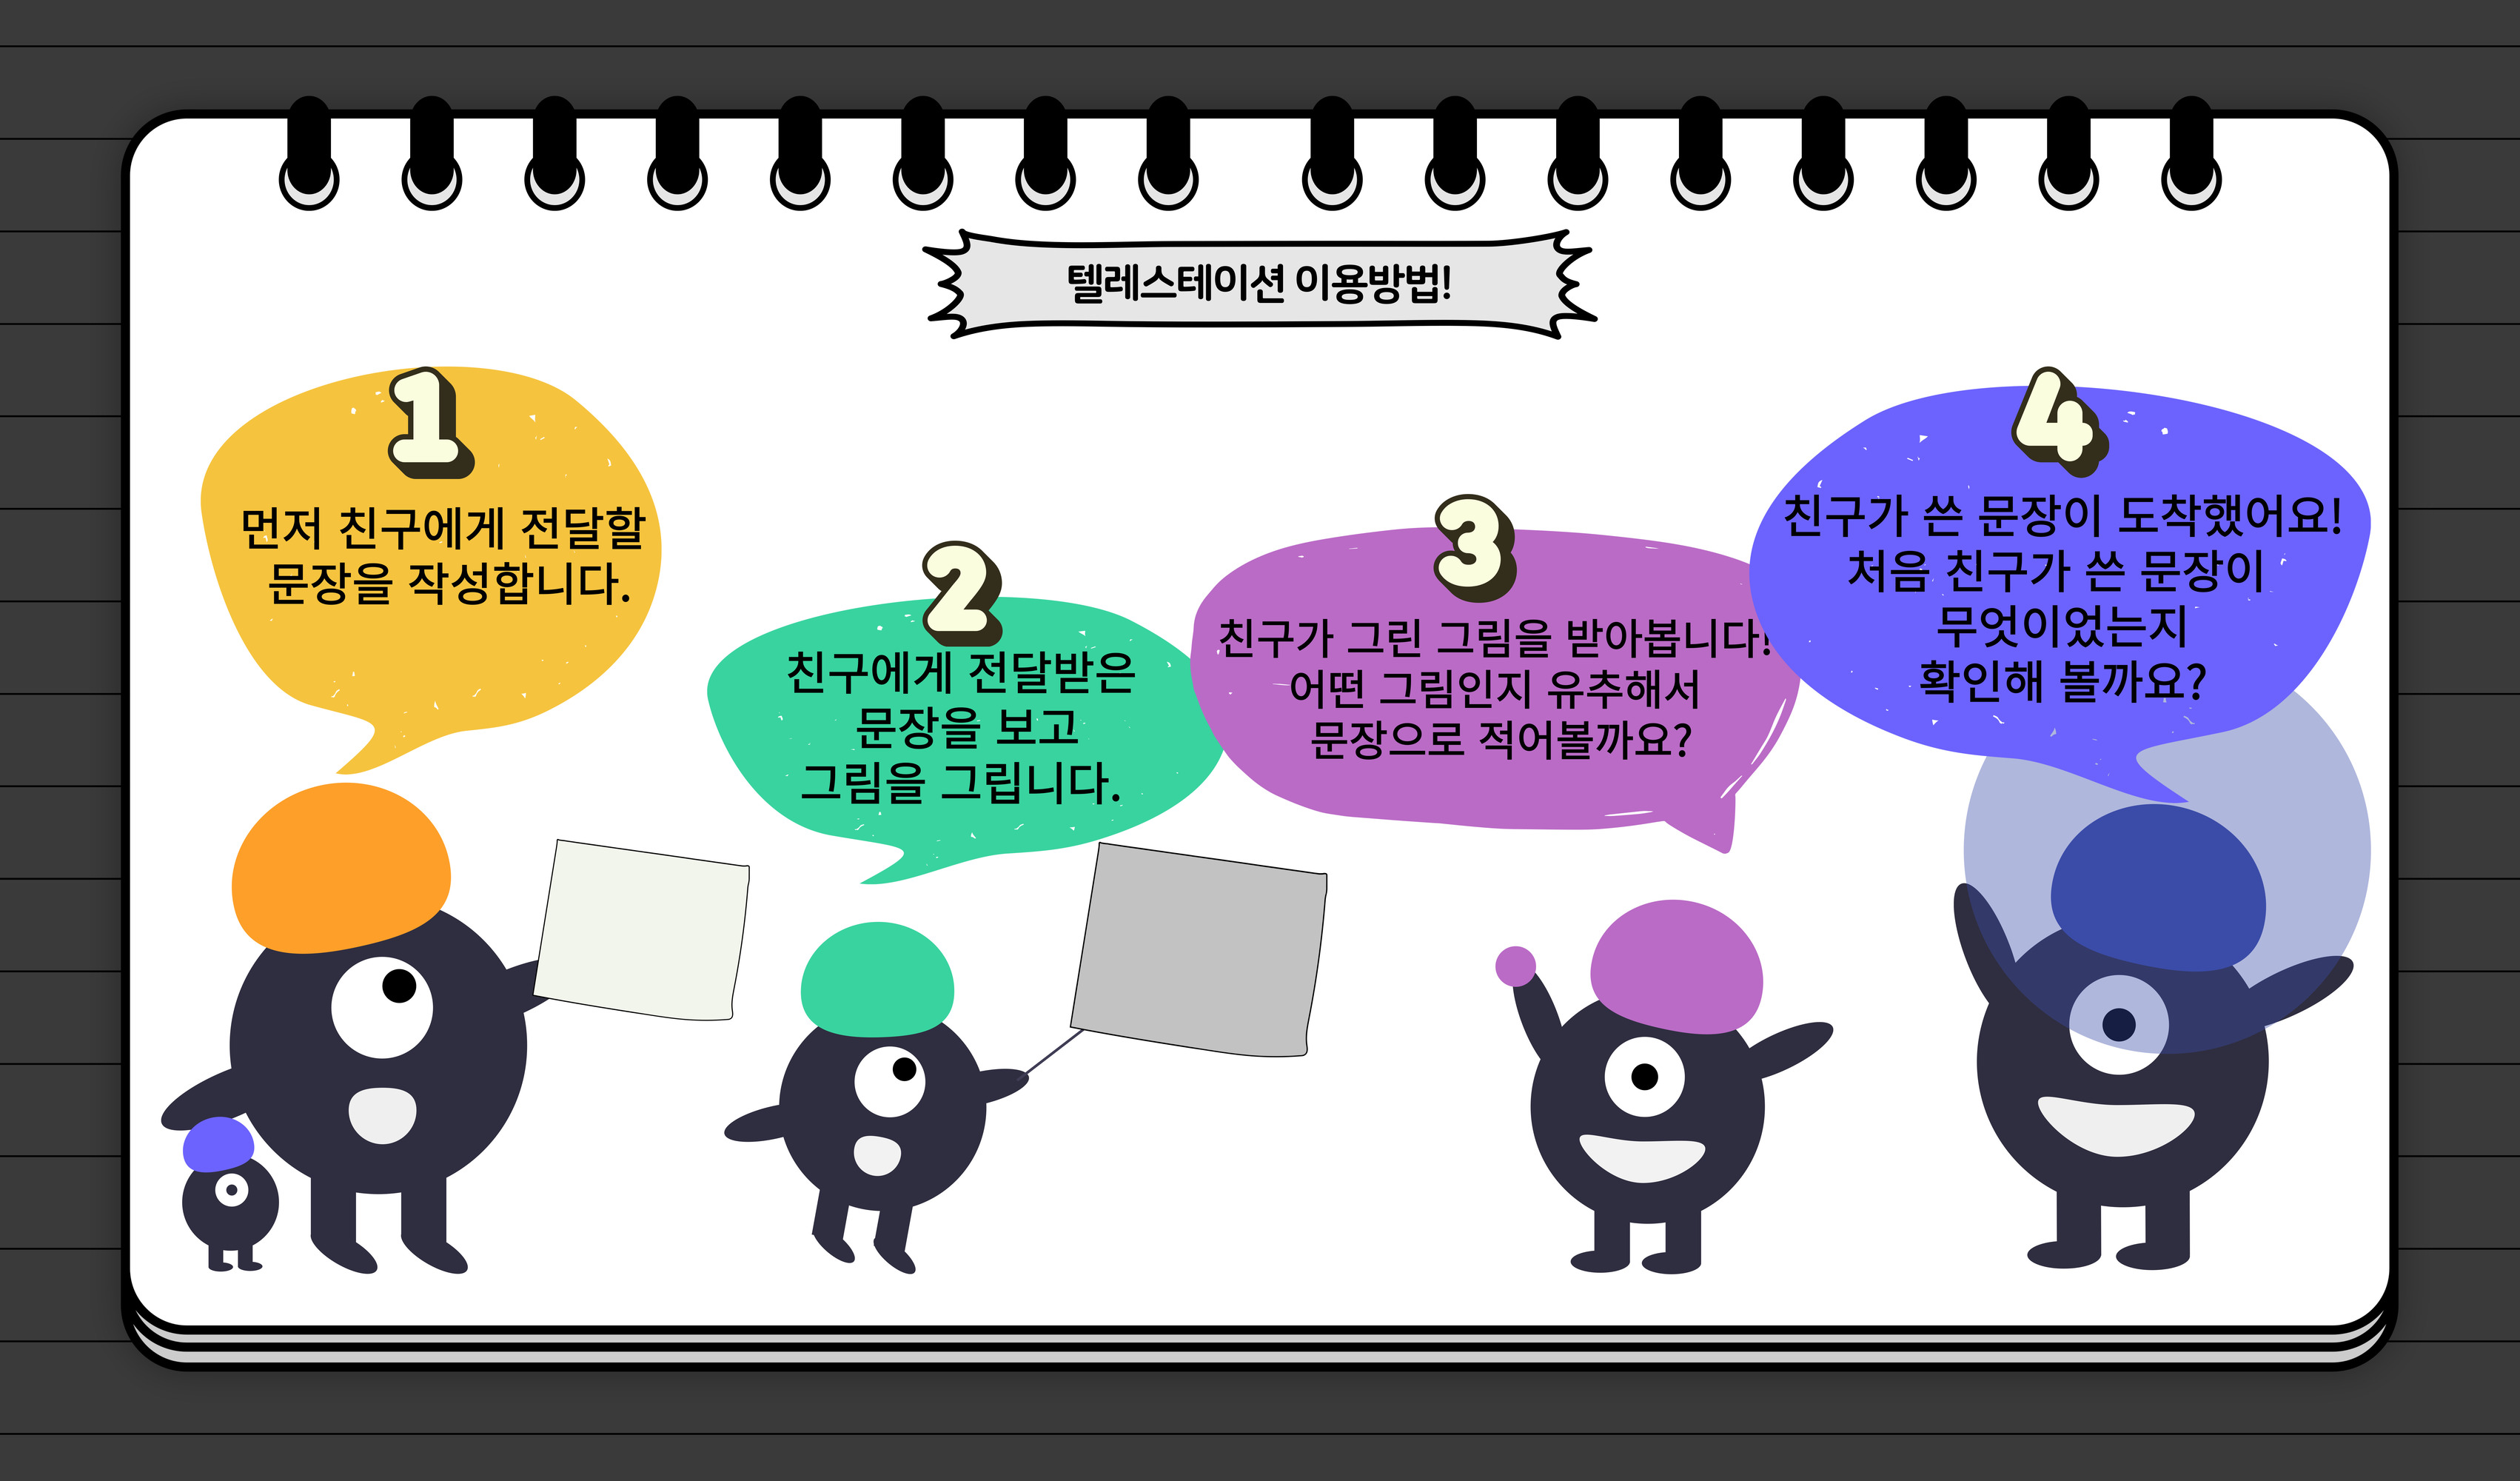 텔레스테이션 이용방법!
1
먼저 친구에게 전달할
문장을 작성합니다.
2
친구에게 전달받은
문장을 보고
그림을 그립니다.
3
친구가 그린 그림을 받아봅니다!
어떤 그림인지 유추해서
문장으로 적어볼까요?
4
친구가 쓴 문장이 도착했어요!
처음 친구가 쓴 문장이
무엇이었는지
확인해 볼까요?